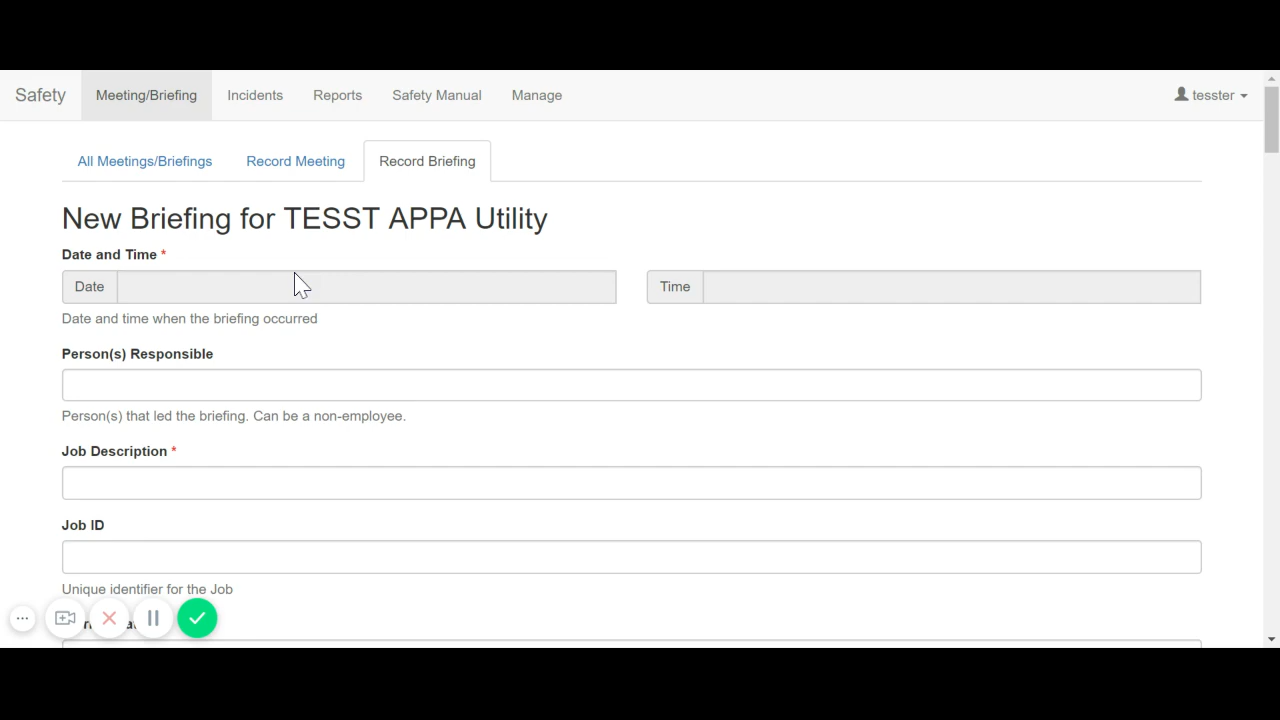 Safety Meeting/Briefing Incidents Reports Safety Manual Manage tesster
All Meetings/Briefings Record Meeting Record Briefing
New Briefing for TESST APPA Utility
Date and Time *
Date Time
Date and time when the briefing occurred
Person(s) Responsible
Person(s) that led the briefing. Can be a non-employee.
Job Description *
Job ID
Unique identifier for the Job